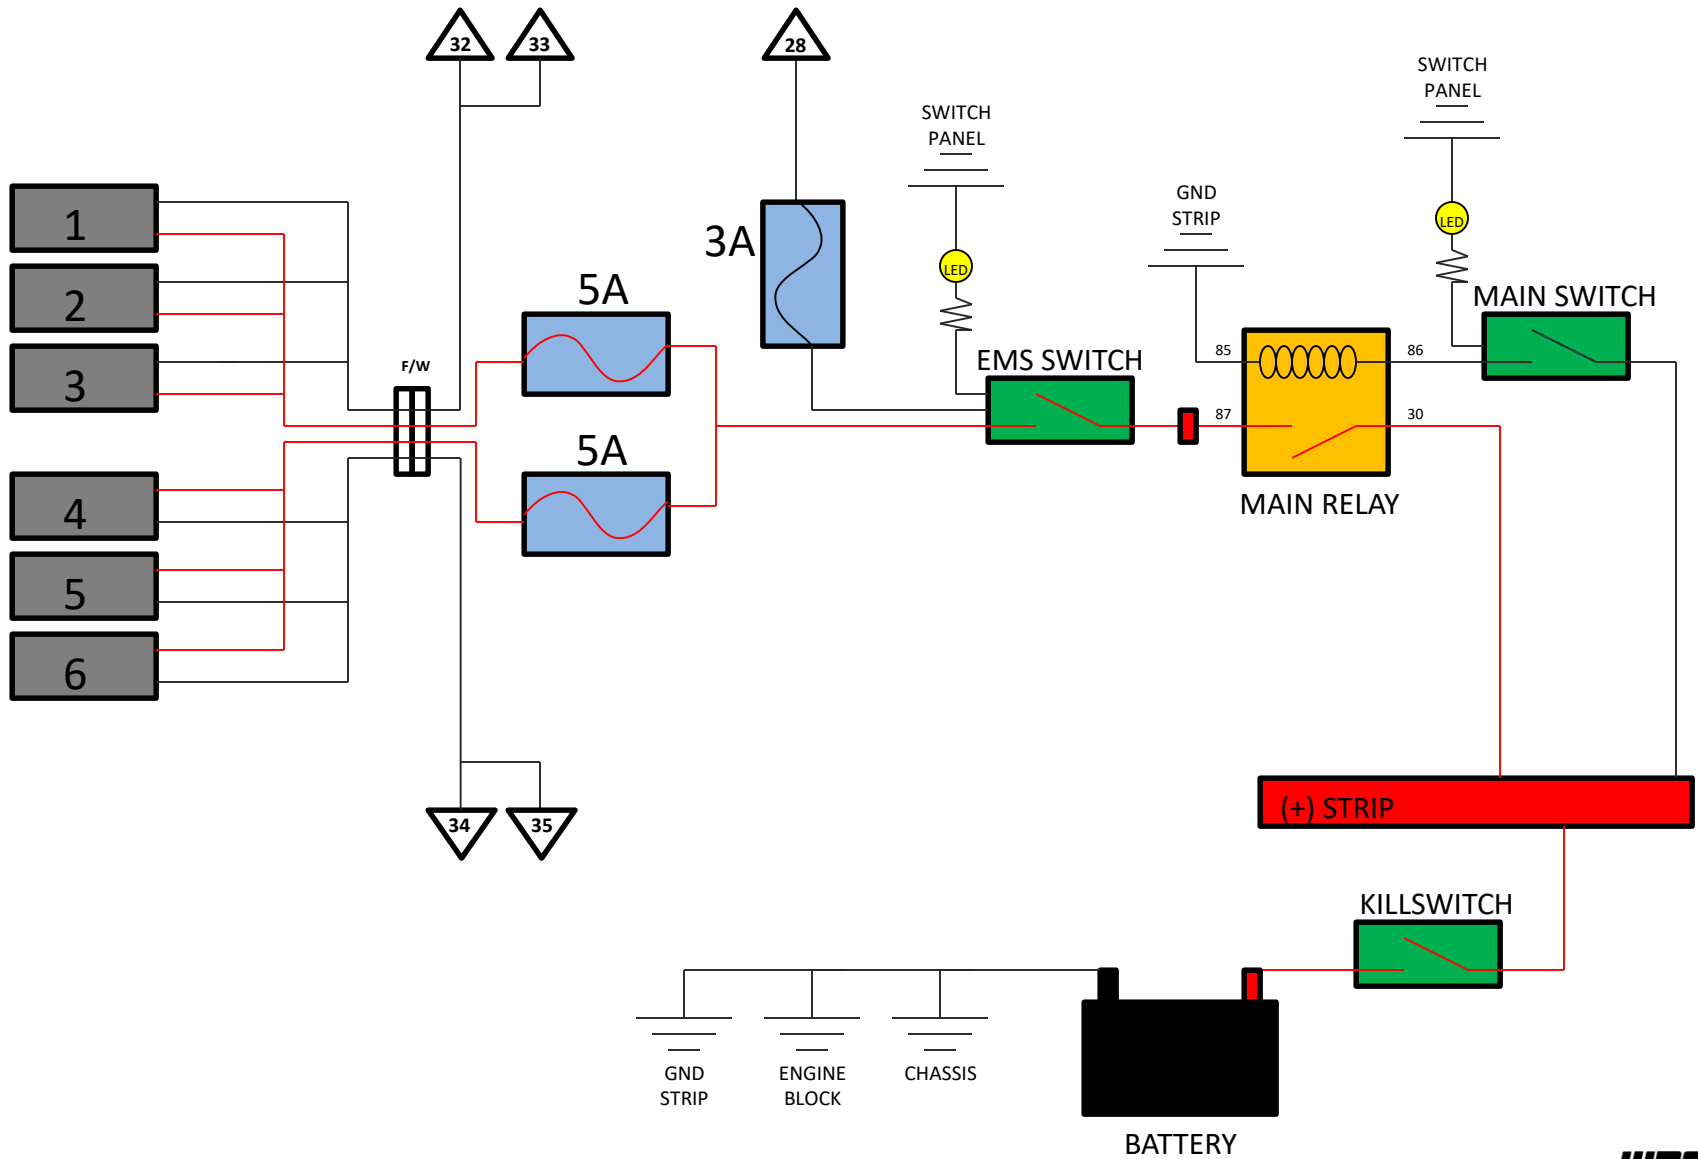 32
33
28
SWITCH
PANEL
SWITCH
PANEL
GND
STRIP
LED
LED
1
2
3
4
5
6
F/W
3A
5A
5A
EMS SWITCH
MAIN SWITCH
85
86
87
30
MAIN RELAY
34
35
(+) STRIP
KILLSWITCH
GND
STRIP
ENGINE
BLOCK
CHASSIS
BATTERY